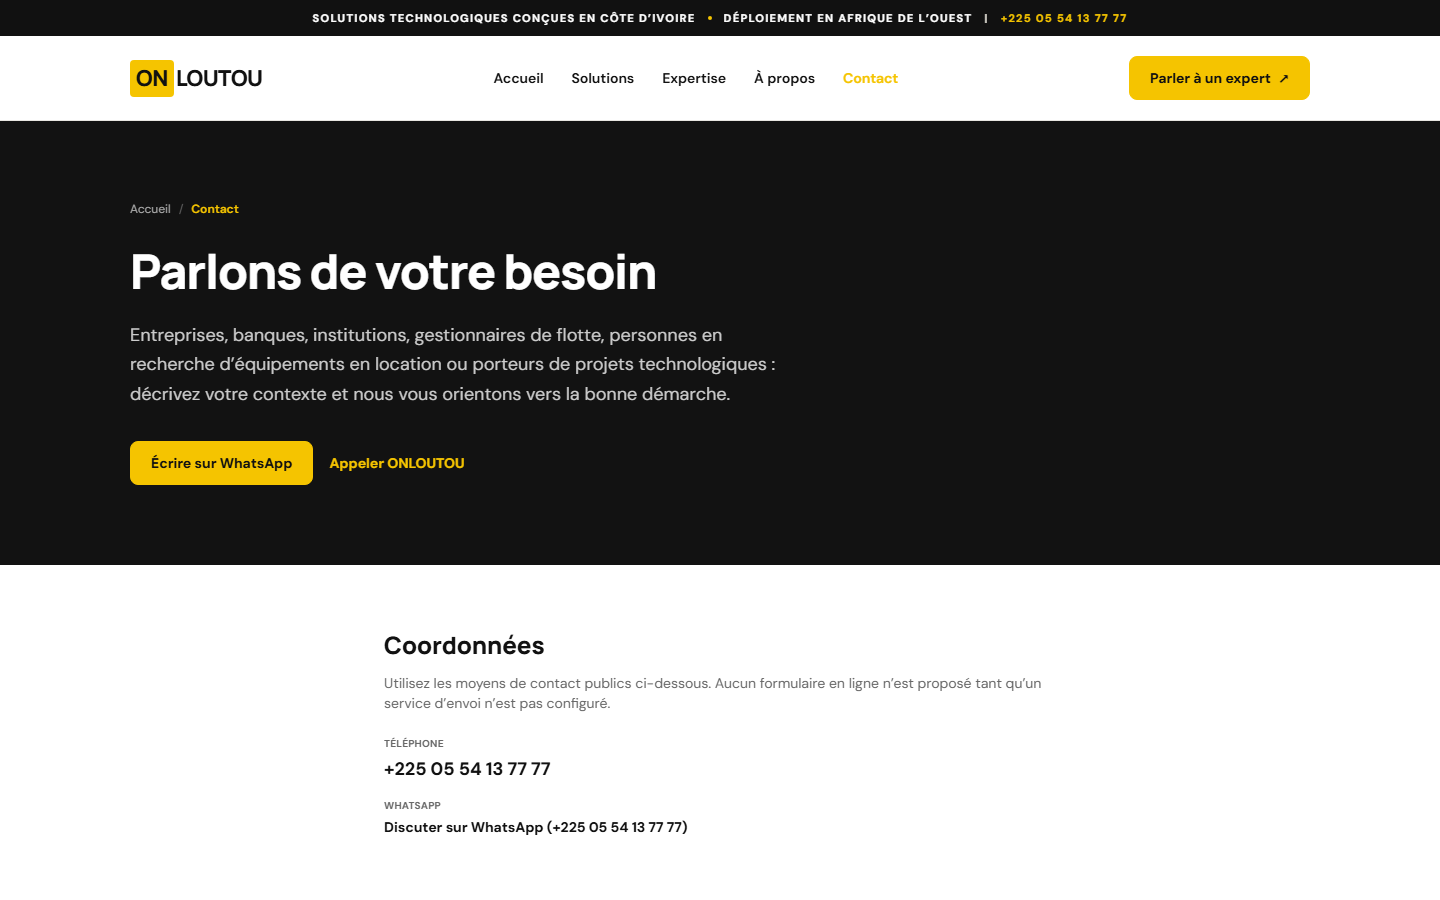 SOLUTIONS TECHNOLOGIQUES CONÇUES EN CÔTE D’IVOIRE • DÉPLOIEMENT EN AFRIQUE DE L’OUEST | +225 05 54 13 77 77
ON LOUTOU
Accueil Solutions Expertise À propos Contact
Parler à un expert ↗
Accueil / Contact
Parlons de votre besoin
Entreprises, banques, institutions, gestionnaires de flotte, personnes en
recherche d’équipements en location ou porteurs de projets technologiques :
décrivez votre contexte et nous vous orientons vers la bonne démarche.
Écrire sur WhatsApp Appeler ONLOUTOU
Coordonnées
Utilisez les moyens de contact publics ci-dessous. Aucun formulaire en ligne n’est proposé tant qu’un
service d’envoi n’est pas configuré.
TÉLÉPHONE
+225 05 54 13 77 77
WHATSAPP
Discuter sur WhatsApp (+225 05 54 13 77 77)